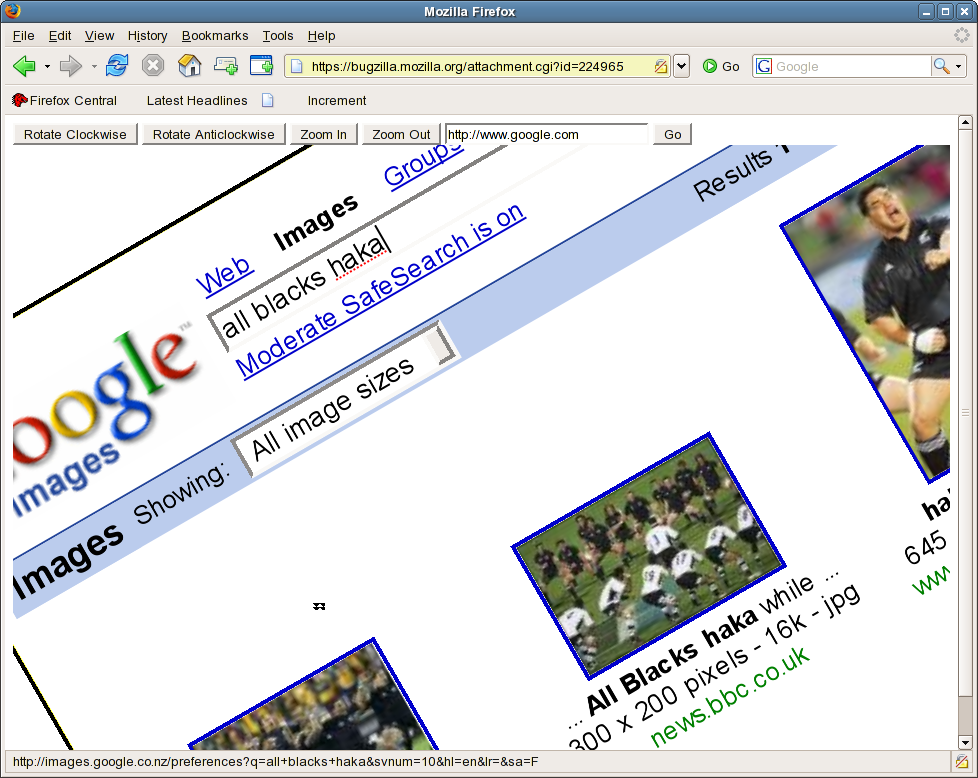 Mozilla Firefox
File Edit View History Bookmarks Tools Help
https://bugzilla.mozilla.org/attachment.cgi?id=224965
Go
G Google
Firefox Central Latest Headlines Increment
Rotate Clockwise Rotate Anticlockwise Zoom In Zoom Out http://www.google.com Go
Web Images Groups
all blacks haka
Moderate SafeSearch is on
oogle™
images
Images Showing: All image sizes
Results
... All Blacks haka while ...
300 x 200 pixels - 16k - jpg
news.bbc.co.uk
645
http://images.google.co.nz/preferences?q=all+blacks+haka&svnum=10&hl=en&lr=&sa=F